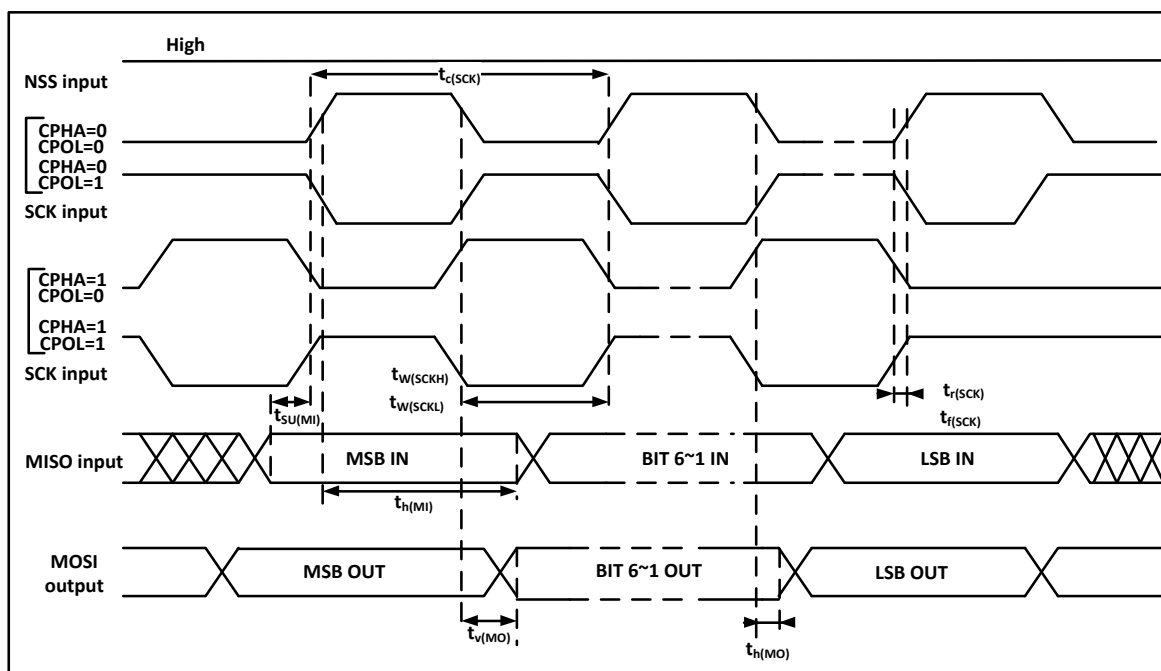 High
NSS input
tc(SCK)
CPHA=0
CPOL=0
CPHA=0
CPOL=1
SCK input
CPHA=1
CPOL=0
CPHA=1
CPOL=1
SCK input
tW(SCKH)
tW(SCKL)
tr(SCK)
tf(SCK)
tSU(MI)
MISO input
MSB IN
BIT 6~1 IN
LSB IN
th(MI)
MOSI
output
MSB OUT
BIT 6~1 OUT
LSB OUT
tv(MO)
th(MO)